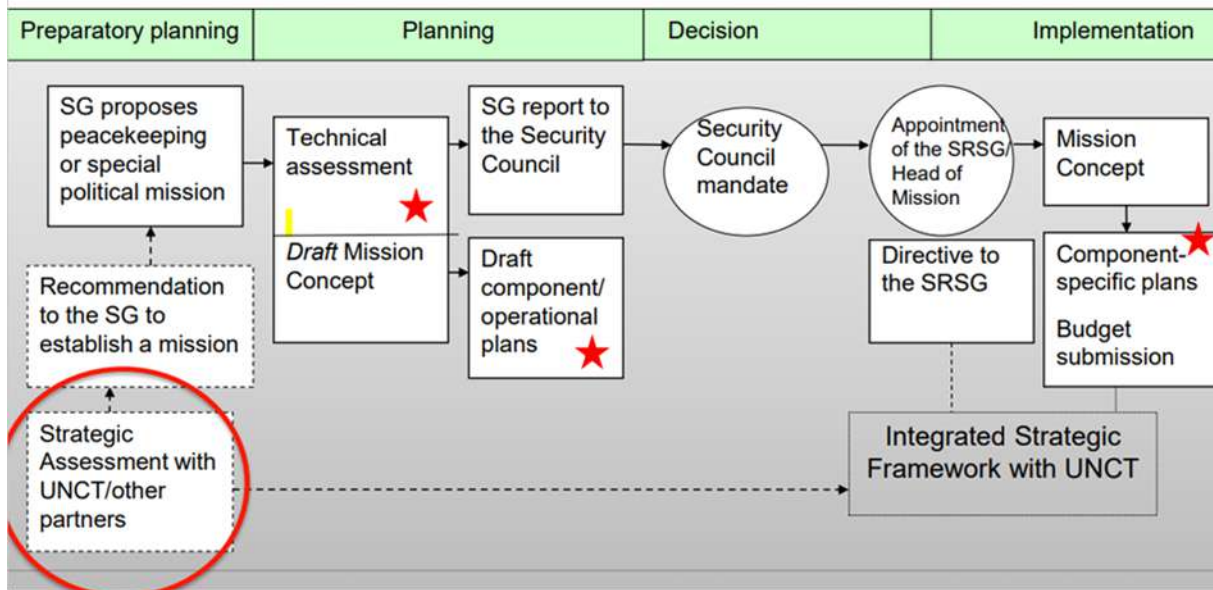 Preparatory planning
Planning
Decision
Implementation
SG proposes
peacekeeping
or special
political mission
Recommendation
to the SG to
establish a mission
Strategic
Assessment with
UNCT/other
partners
Technical
assessment
Draft Mission
Concept
SG report to
the Security
Council
Draft
component/
operational
plans
Security
Council
mandate
Appointment
of the SRSG/
Head of
Mission
Directive to
the SRSG
Mission
Concept
Component-
specific plans
Budget
submission
Integrated Strategic
Framework with UNCT